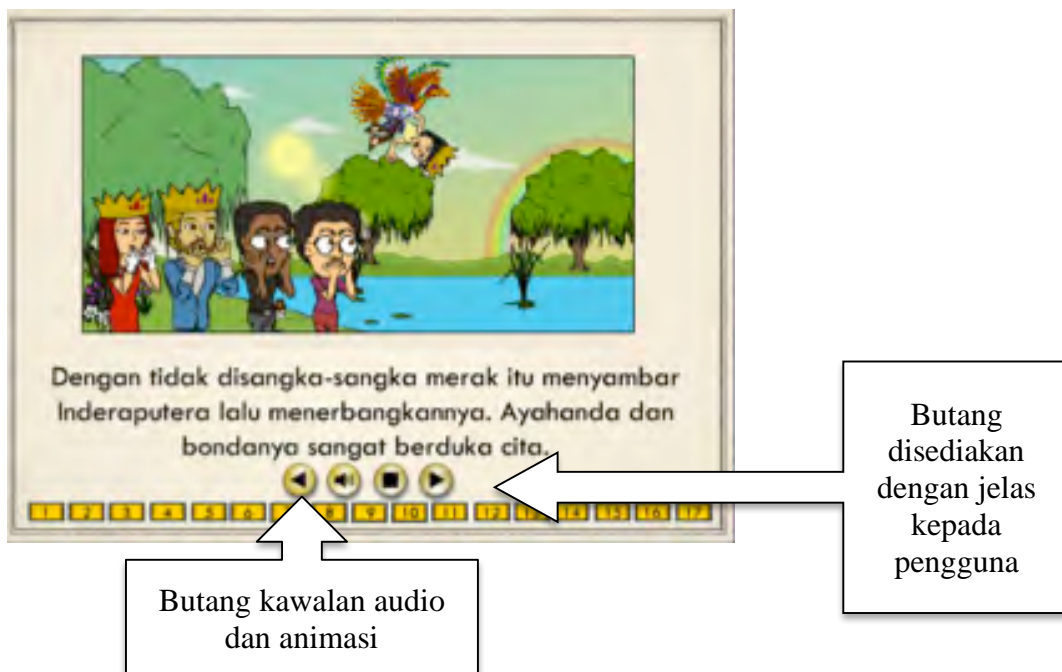 Dengan tidak disangka-sangka merak itu menyambar
Inderaputera lalu menerbangkannya. Ayahanda dan
bondanya sangat berduka cita.
1 2 3 4 5 6 8 9 10 11 12 13 14 15 16 17
Butang
disediakan
dengan jelas
kepada
pengguna
Butang kawalan audio
dan animasi